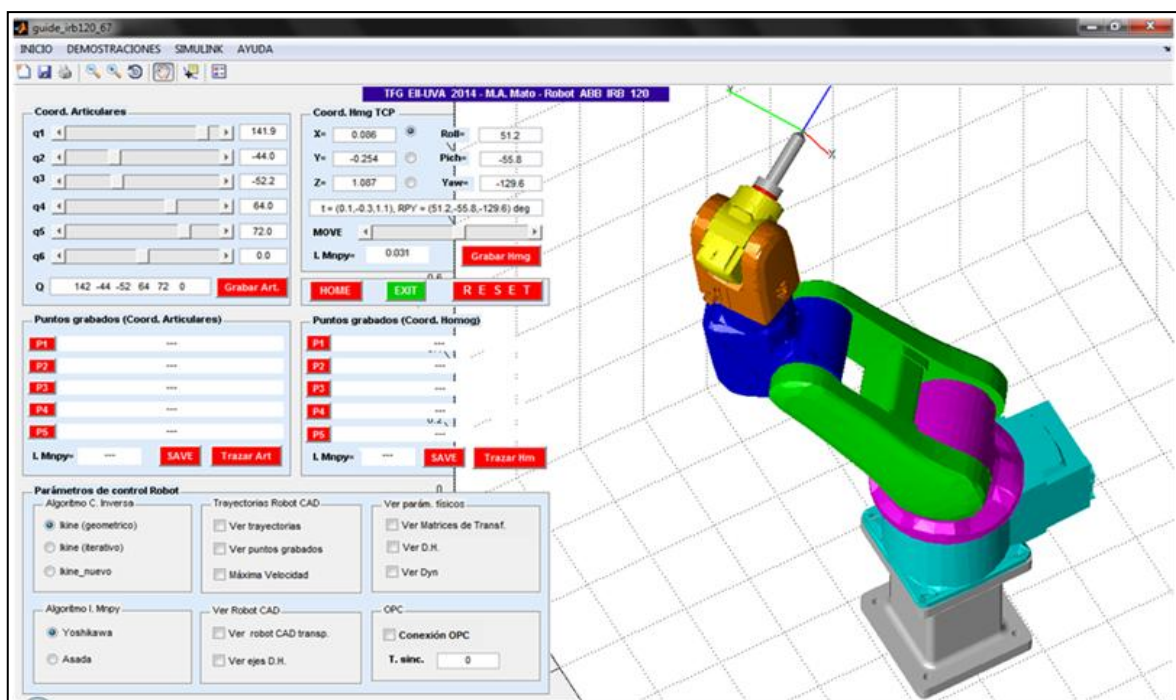 guide_irb120_67
INICIO DEMOSTRACIONES SIMULINK AYUDA
TFG EII-UVA 2014 - M.A. Mato - Robot ABB IRB 120
Coord. Articulares
q1 141.9
q2 -44.0
q3 -52.2
q4 64.0
q5 72.0
q6 0.0
Q 142 -44 -52 64 72 0 Grabar Art.
Coord. Hmg TCP
X= 0.086 Roll= 51.2
Y= -0.254 Pich= -55.8
Z= 1.087 Yaw= -129.6
t = (0.1,-0.3,1.1), RPY = (51.2,-55.8,-129.6) deg
MOVE
I. Mnpy= 0.031 Grabar Hmg
0.6
HOME EXIT R E S E T
Puntos grabados (Coord. Articulares)
P1 ---
P2 ---
P3 ---
P4 ---
P5 ---
I. Mnpy= --- SAVE Trazar Art
Puntos grabados (Coord. Homog)
P1 ---
P2 ---
P3 ---
P4 ---
0.2
P5 ---
I. Mnpy= --- SAVE Trazar Hm
0
Parámetros de control Robot
Algoritmo C. Inversa
Ikine (geometrico)
Ikine (iterativo)
Ikine_nuevo
Trayectorias Robot CAD
Ver trayectorias
Ver puntos grabados
Máxima Velocidad
Ver parám. físicos
Ver Matrices de Transf.
Ver D.H.
Ver Dyn
Algoritmo I. Mnpy
Yoshikawa
Asada
Ver Robot CAD
Ver robot CAD transp.
Ver ejes D.H.
OPC
Conexión OPC
T. sinc. 0
Y
X